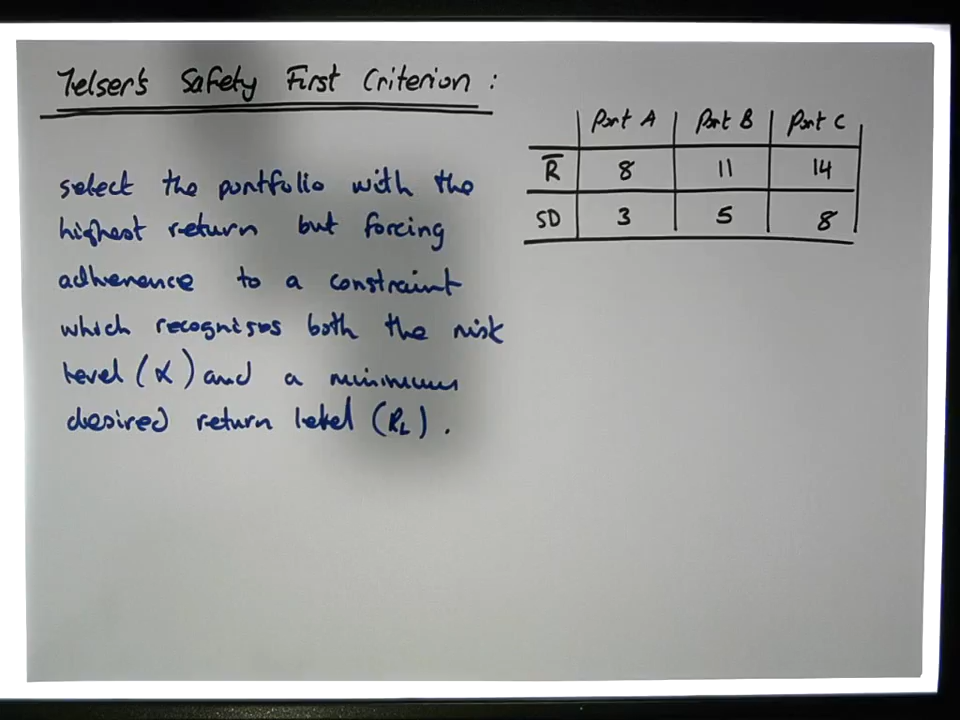 Telser's Safety First Criterion :
select the portfolio with the
highest return but forcing
adherence to a constraint
which recognises both the risk
level (α) and a minimum
desired return level (RL).
Port A Port B Port C
R̅ 8 11 14
SD 3 5 8